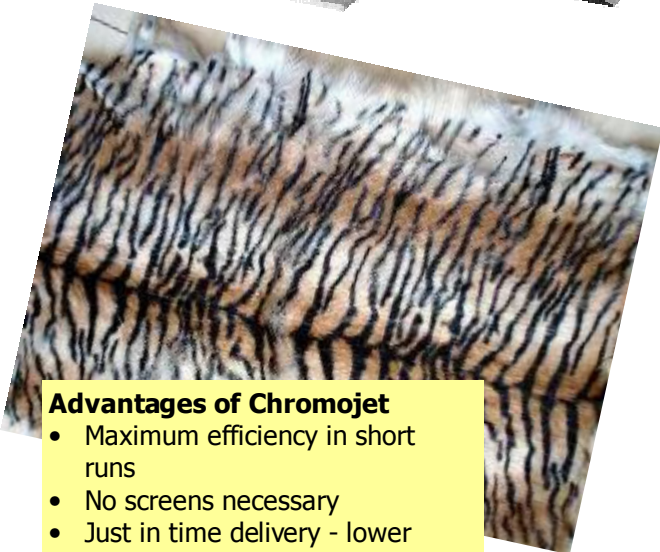 Advantages of Chromojet
• Maximum efficiency in short
runs
• No screens necessary
• Just in time delivery - lower